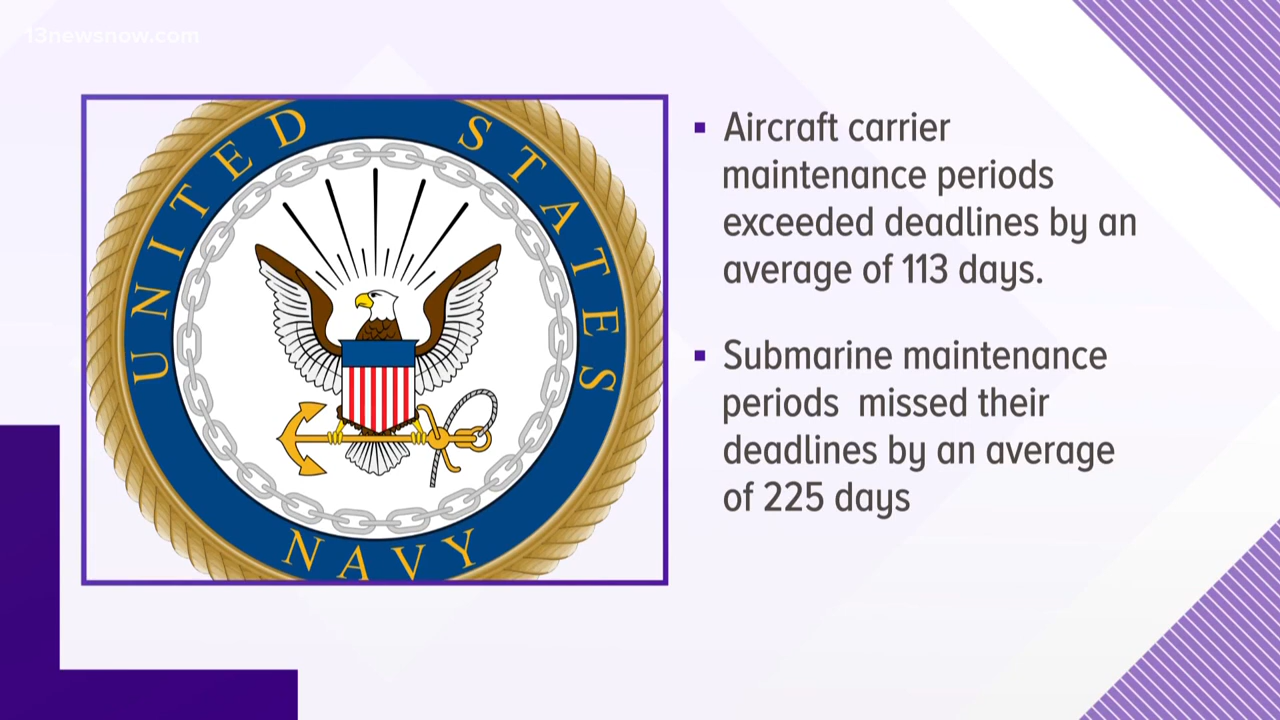 13newsnow.com
UNITED STATES
NAVY
▪ Aircraft carrier
maintenance periods
exceeded deadlines by an
average of 113 days.
▪ Submarine maintenance
periods  missed their
deadlines by an average
of 225 days